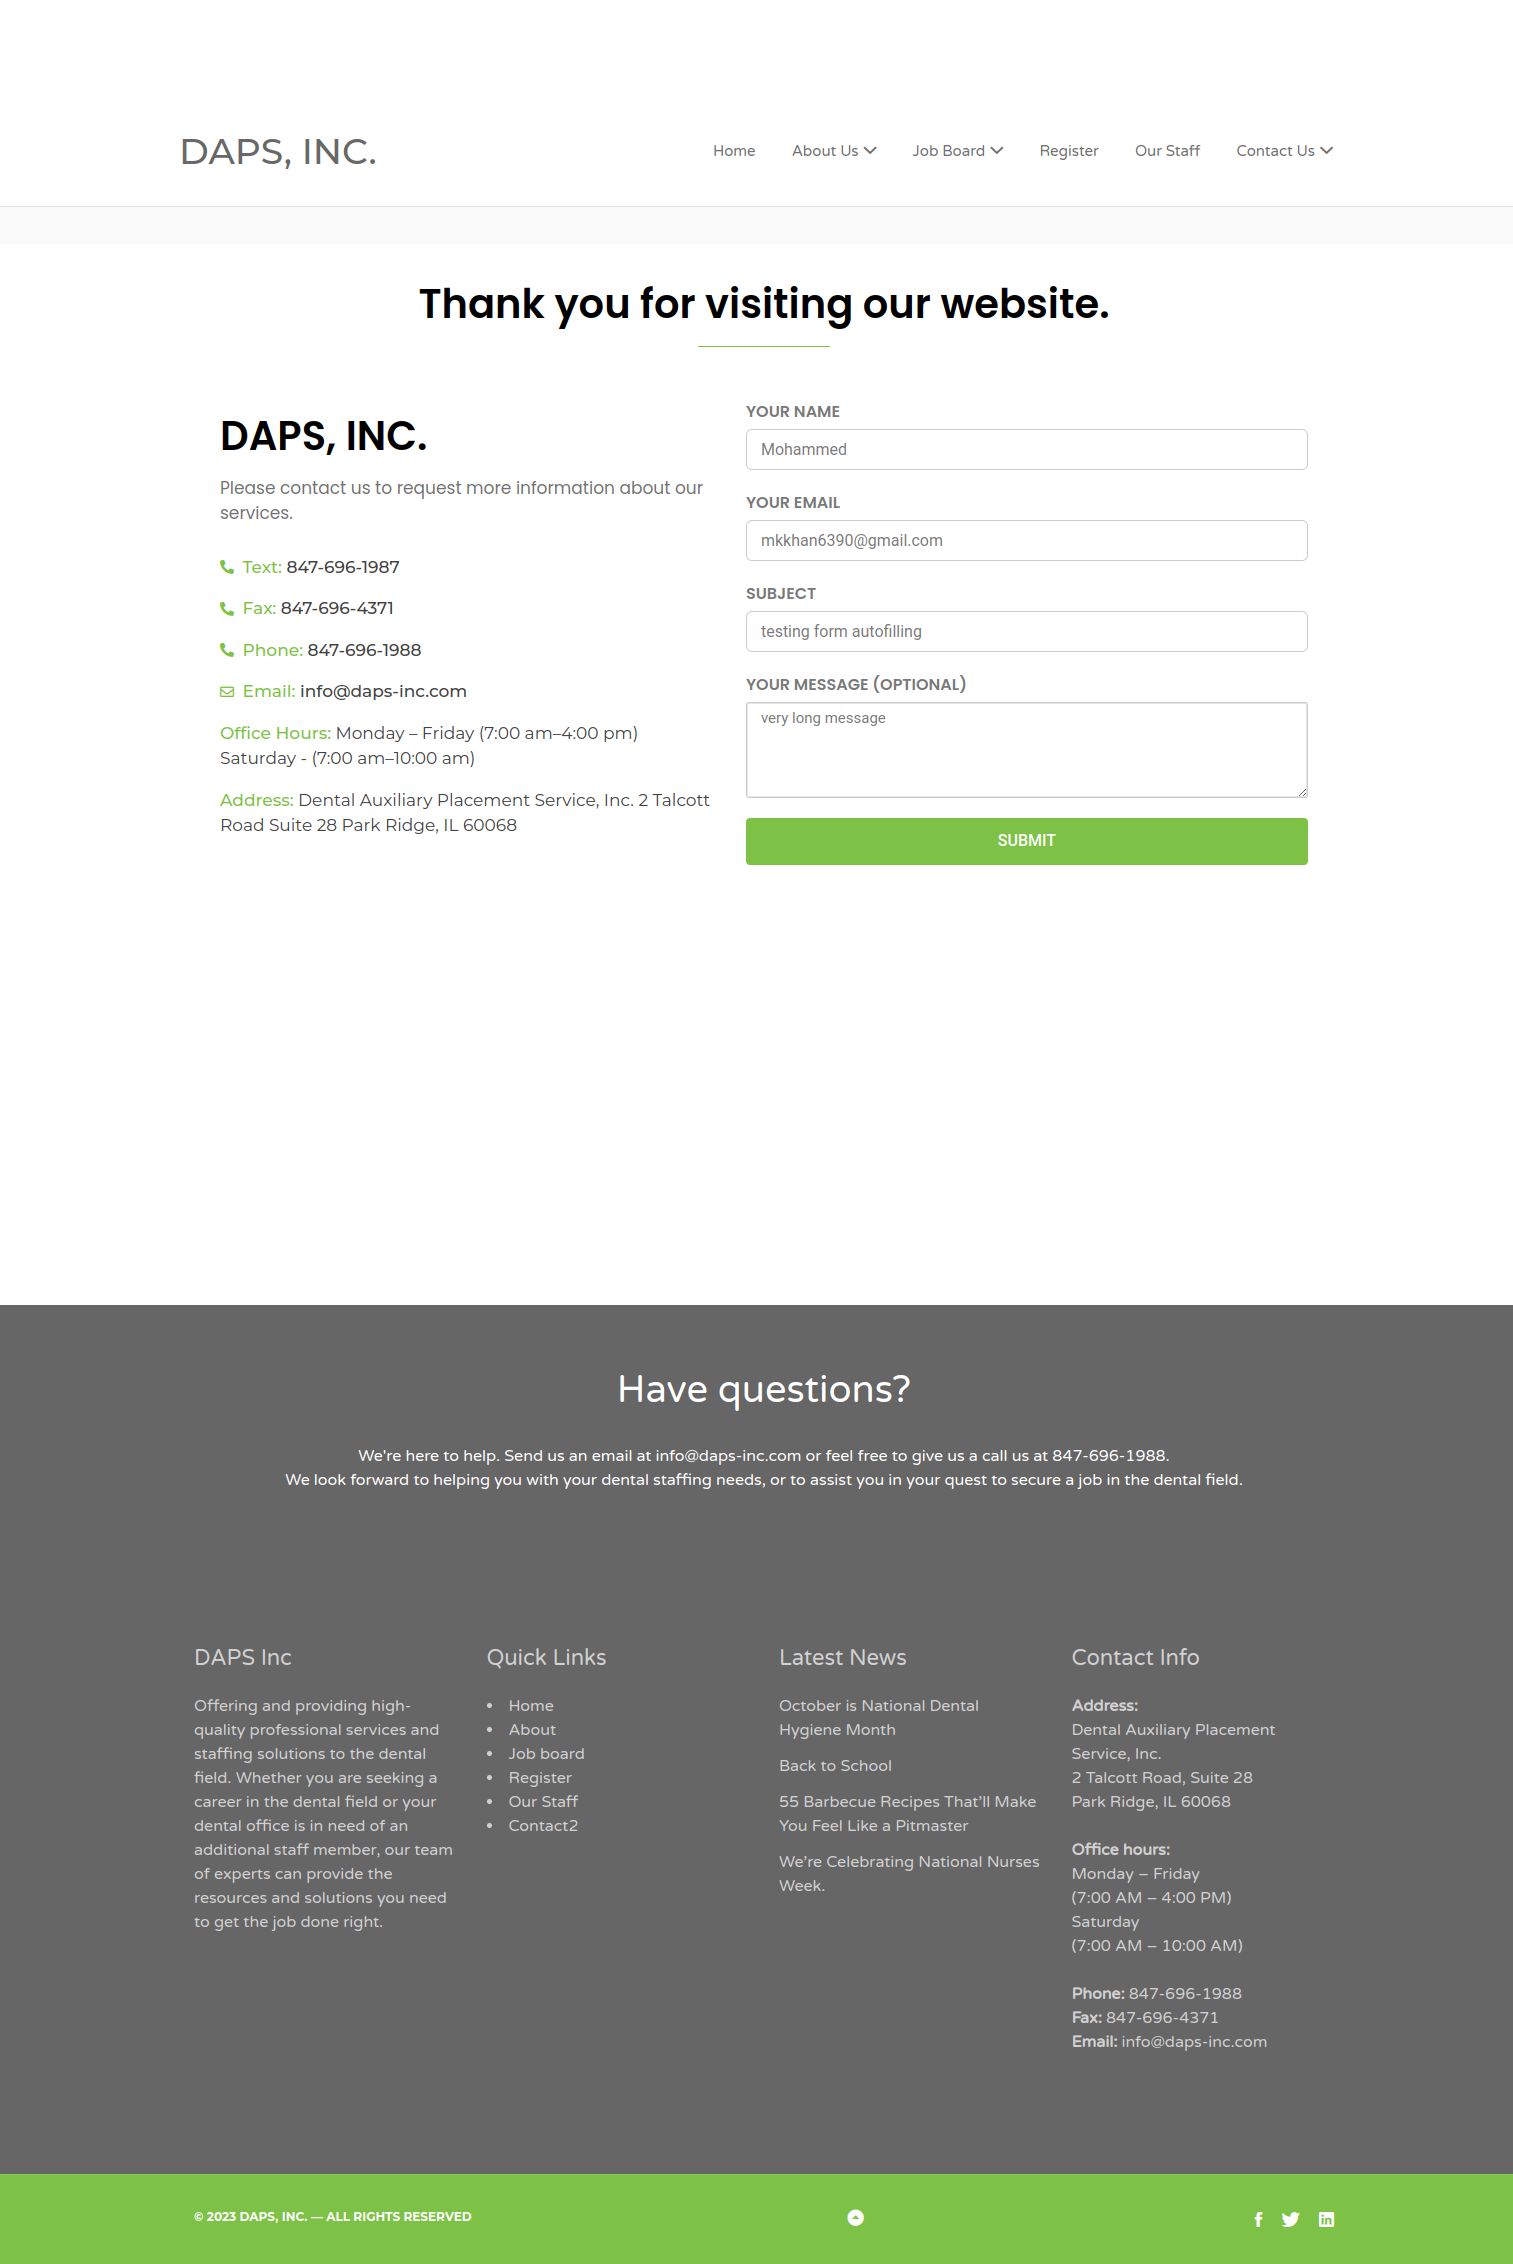 DAPS, INC.
Home About Us Job Board Register Our Staff Contact Us
Thank you for visiting our website.
DAPS, INC.
Please contact us to request more information about our
services.
Text: 847-696-1987
Fax: 847-696-4371
Phone: 847-696-1988
Email: info@daps-inc.com
Office Hours: Monday – Friday (7:00 am–4:00 pm)
Saturday - (7:00 am–10:00 am)
Address: Dental Auxiliary Placement Service, Inc. 2 Talcott
Road Suite 28 Park Ridge, IL 60068
YOUR NAME
Mohammed
YOUR EMAIL
mkkhan6390@gmail.com
SUBJECT
testing form autofilling
YOUR MESSAGE (OPTIONAL)
very long message
SUBMIT
Have questions?
We're here to help. Send us an email at info@daps-inc.com or feel free to give us a call us at 847-696-1988.
We look forward to helping you with your dental staffing needs, or to assist you in your quest to secure a job in the dental field.
DAPS Inc
Offering and providing high-
quality professional services and
staffing solutions to the dental
field. Whether you are seeking a
career in the dental field or your
dental office is in need of an
additional staff member, our team
of experts can provide the
resources and solutions you need
to get the job done right.
Quick Links
• Home
• About
• Job board
• Register
• Our Staff
• Contact2
Latest News
October is National Dental
Hygiene Month
Back to School
55 Barbecue Recipes That'll Make
You Feel Like a Pitmaster
We're Celebrating National Nurses
Week.
Contact Info
Address:
Dental Auxiliary Placement
Service, Inc.
2 Talcott Road, Suite 28
Park Ridge, IL 60068
Office hours:
Monday – Friday
(7:00 AM – 4:00 PM)
Saturday
(7:00 AM – 10:00 AM)
Phone: 847-696-1988
Fax: 847-696-4371
Email: info@daps-inc.com
© 2023 DAPS, INC. — ALL RIGHTS RESERVED